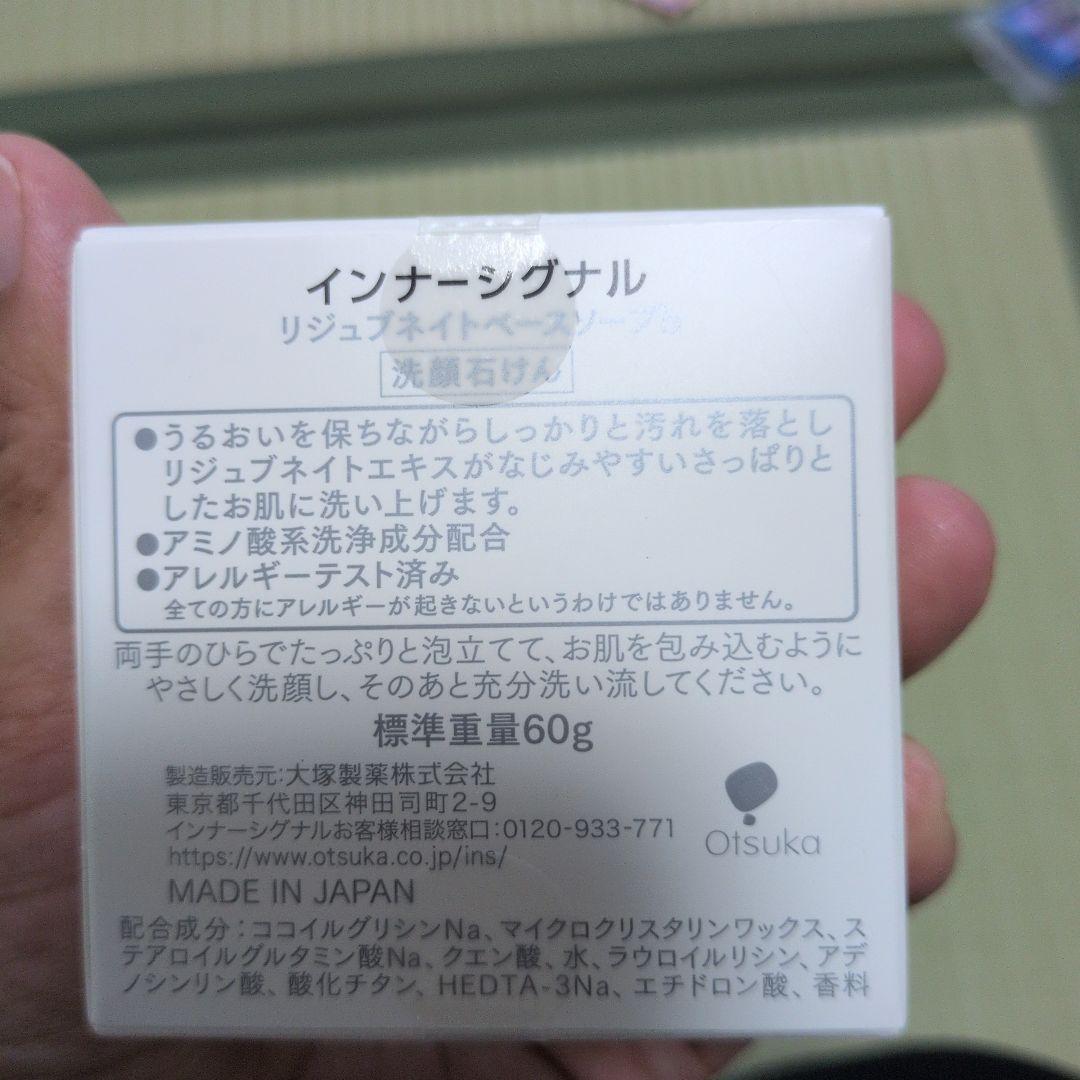 インナーシグナル
リジュブネイトベースソープa
洗顔石けん
●うるおいを保ちながらしっかりと汚れを落とし
リジュブネイトエキスがなじみやすいさっぱりと
したお肌に洗い上げます。
●アミノ酸系洗浄成分配合
●アレルギーテスト済み
全ての方にアレルギーが起きないというわけではありません。
両手のひらでたっぷりと泡立てて、お肌を包み込むように
やさしく洗顔し、そのあと充分洗い流してください。
標準重量60g
製造販売元:大塚製薬株式会社
東京都千代田区神田司町2-9
インナーシグナルお客様相談窓口:0120-933-771
https://www.otsuka.co.jp/ins/
MADE IN JAPAN
Otsuka
配合成分:ココイルグリシンNa、マイクロクリスタリンワックス、ス
テアロイルグルタミン酸Na、クエン酸、水、ラウロイルリシン、アデ
ノシンリン酸、酸化チタン、HEDTA-3Na、エチドロン酸、香料